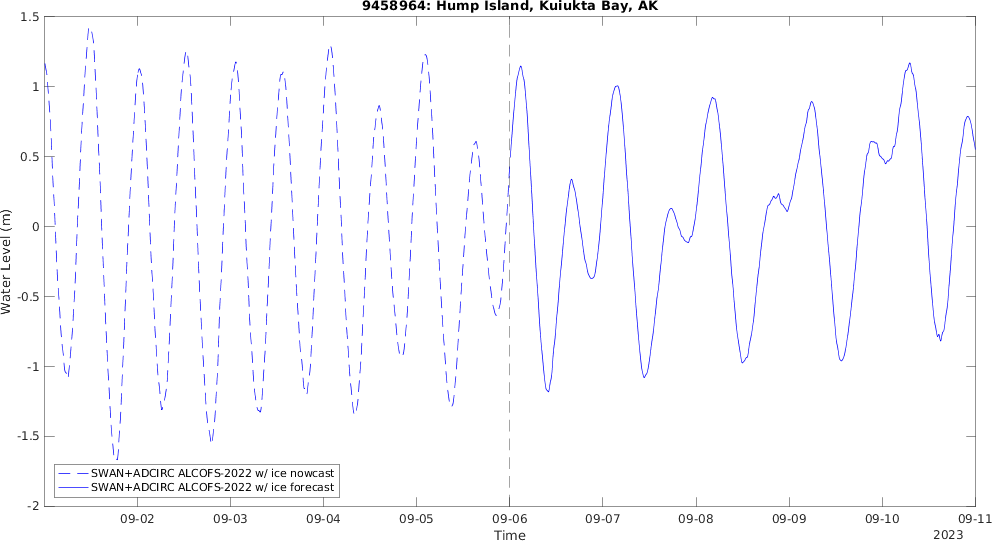 9458964: Hump Island, Kuiukta Bay, AK
1.5
1
0.5
0
-0.5
-1
-1.5
-2
Water Level (m)
SWAN+ADCIRC ALCOFS-2022 w/ ice nowcast
SWAN+ADCIRC ALCOFS-2022 w/ ice forecast
09-02 09-03 09-04 09-05 09-06 09-07 09-08 09-09 09-10 09-11
Time
2023